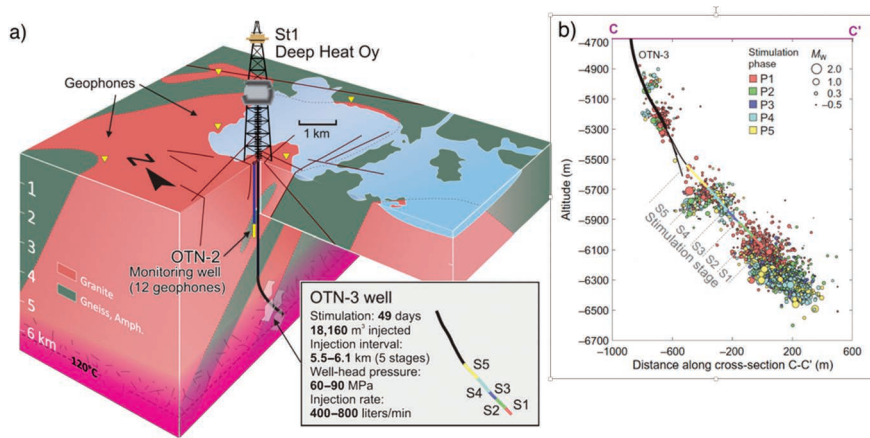 a)
St1
Deep Heat Oy
Geophones
1 km
N
1
2
3
4
5
6 km
120°C
OTN-2
Monitoring well
(12 geophones)
Granite
Gneiss, Amph.
OTN-3 well
Stimulation: 49 days
18,160 m³ injected
Injection interval:
5.5–6.1 km (5 stages)
Well-head pressure:
60–90 MPa
Injection rate:
400–800 liters/min
S5
S4
S3
S2
S1
b)
C
C'
OTN-3
Stimulation
phase
P1
P2
P3
P4
P5
Mw
2.0
1.0
0.3
-0.5
Altitude (m)
-4700
-4900
-5100
-5300
-5500
-5700
-5900
-6100
-6300
-6500
-6700
S5
S4
S3
S2
S1
Stimulation stage
-1000
-600
-200
200
600
Distance along cross-section C-C' (m)